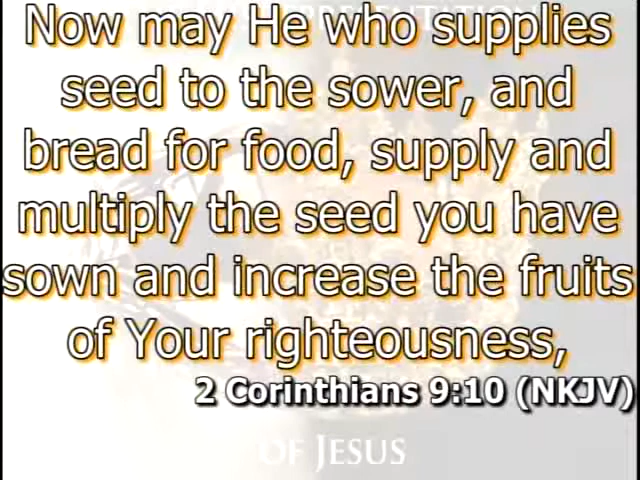 Now may He who supplies
seed to the sower, and
bread for food, supply and
multiply the seed you have
sown and increase the fruits
of Your righteousness,
2 Corinthians 9:10 (NKJV)
OF JESUS